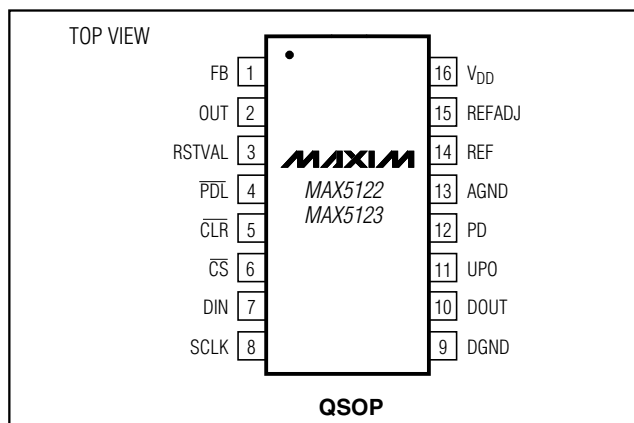 TOP VIEW
FB 1
OUT 2
RSTVAL 3
PDL 4
CLR 5
CS 6
DIN 7
SCLK 8
16 VDD
15 REFADJ
14 REF
13 AGND
12 PD
11 UPO
10 DOUT
9 DGND
MAXIM
MAX5122
MAX5123
QSOP